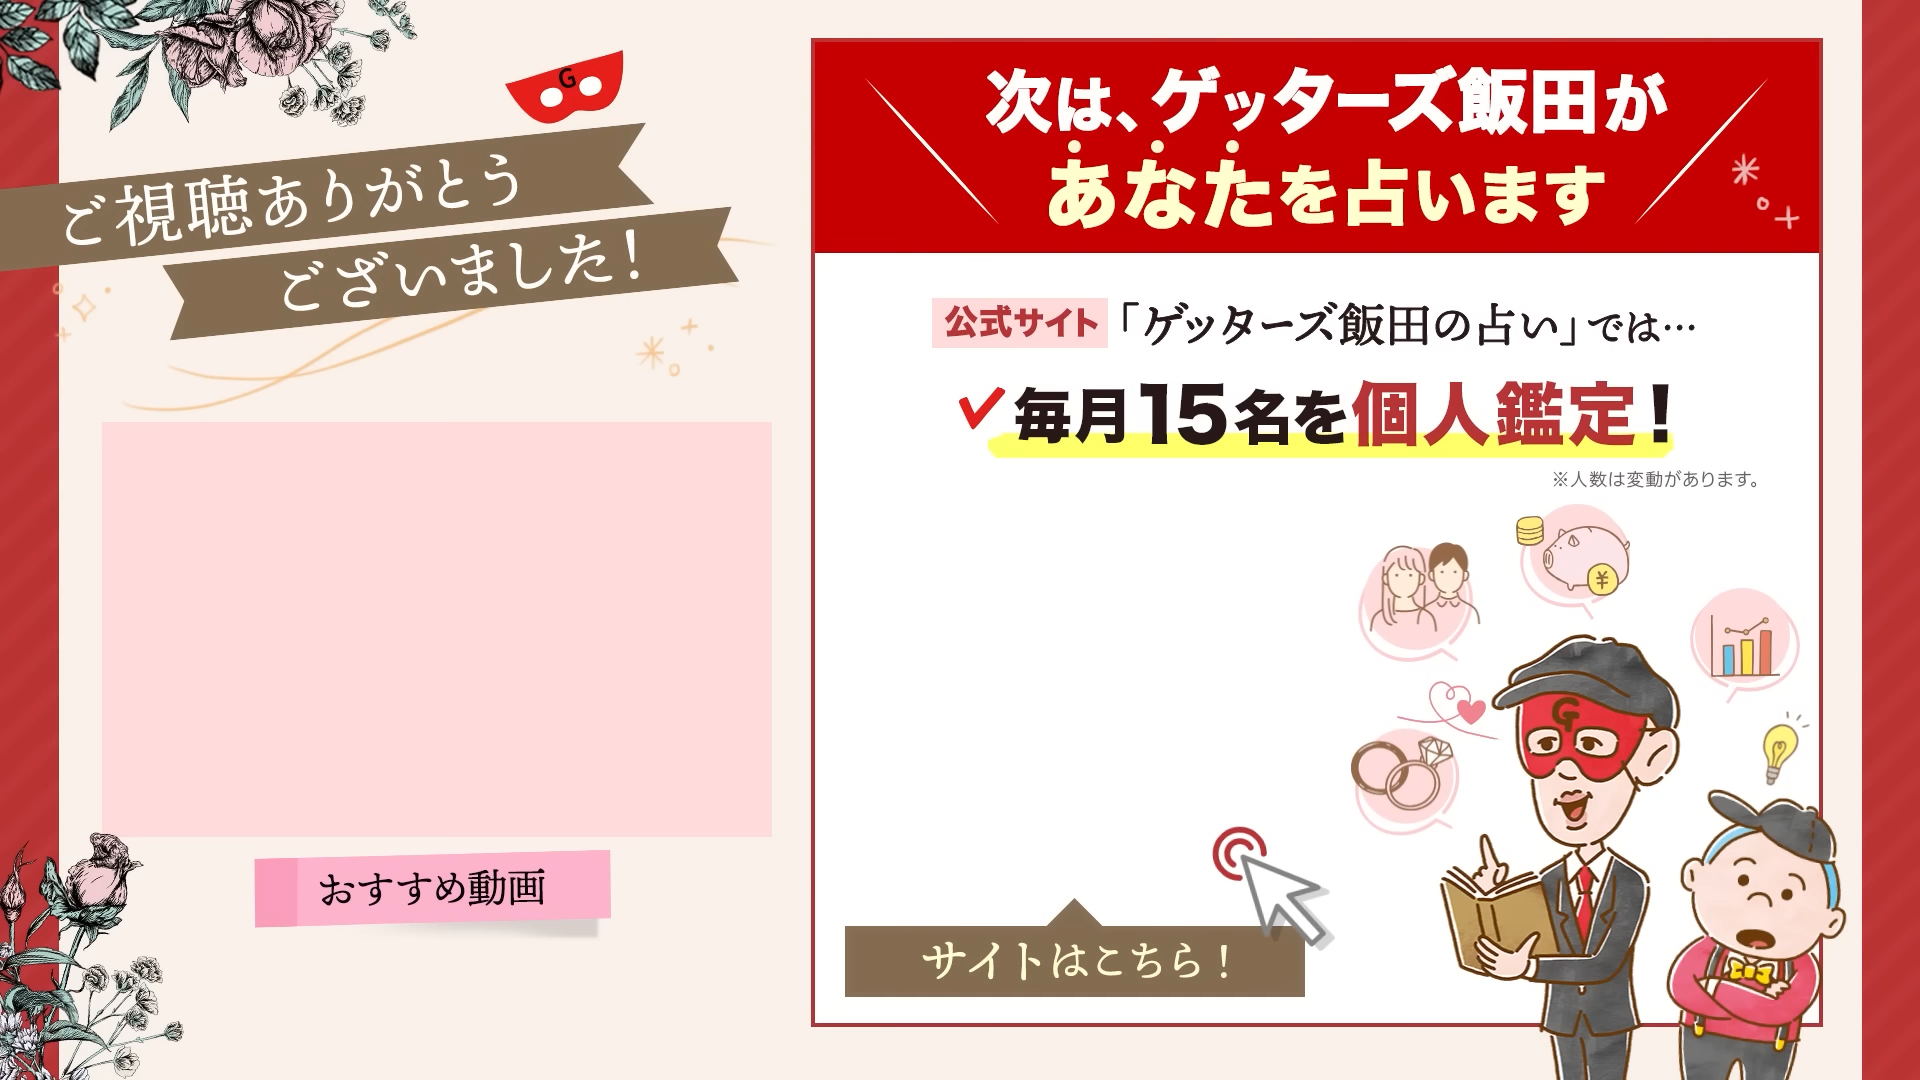 G
ご視聴ありがとう
ございました!
おすすめ動画
次は、ゲッターズ飯田が
あなたを占います
公式サイト「ゲッターズ飯田の占い」では…
毎月15名を個人鑑定!
※人数は変動があります。
¥
G
サイトはこちら!